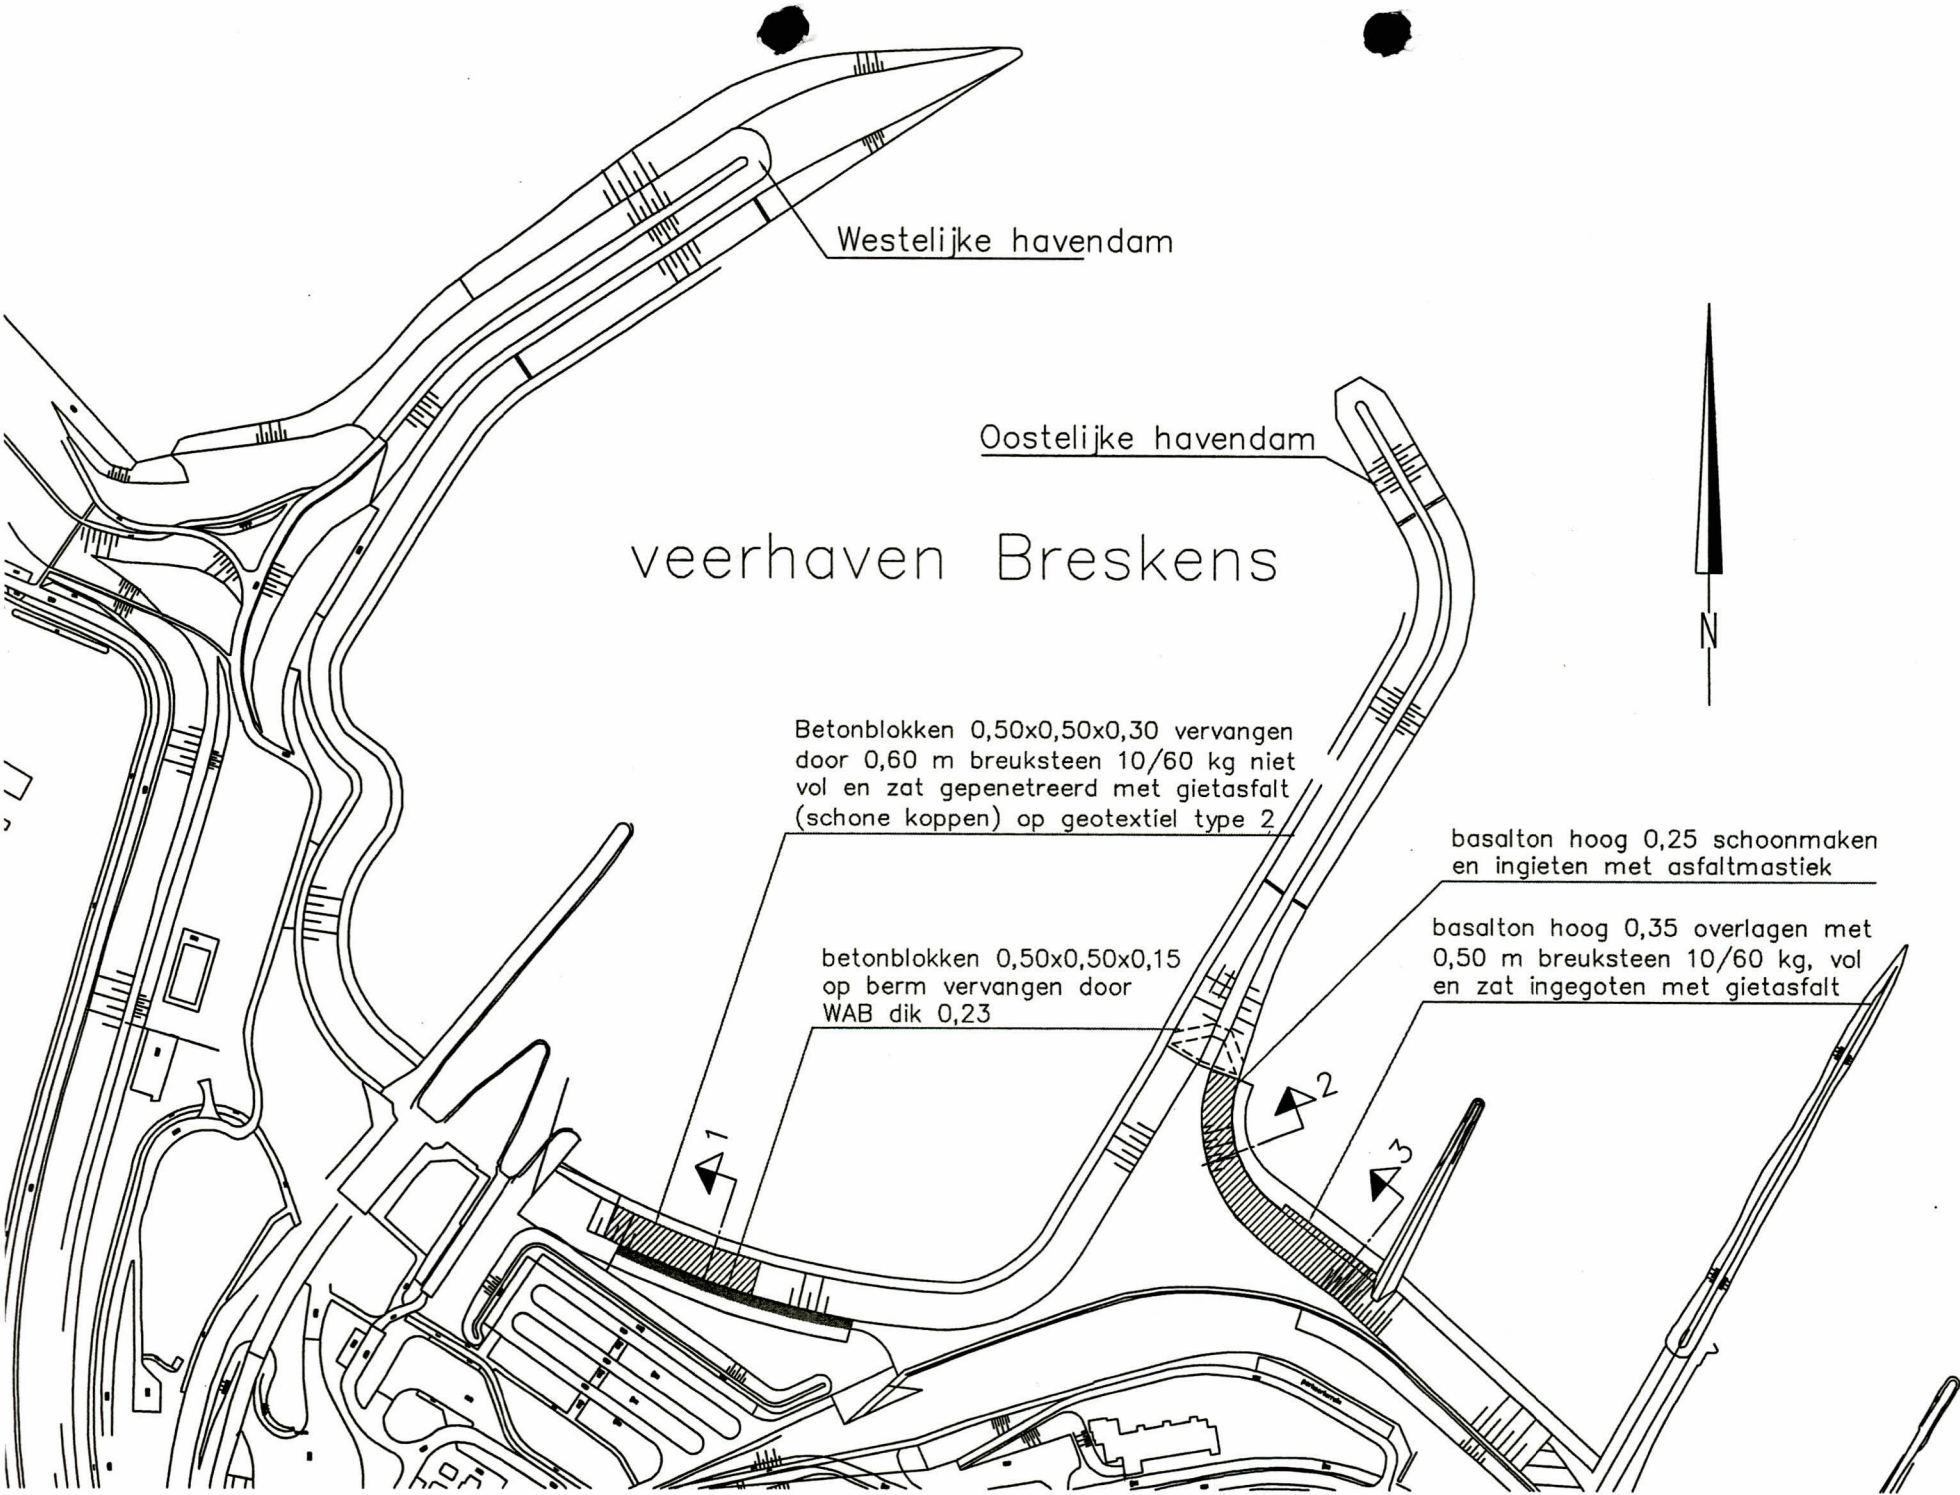 Westelijke havendam
Oostelijke havendam
veerhaven Breskens
N
Betonblokken 0,50x0,50x0,30 vervangen
door 0,60 m breuksteen 10/60 kg niet
vol en zat gepenetreerd met gietasfalt
(schone koppen) op geotextiel type 2
basalton hoog 0,25 schoonmaken
en ingieten met asfaltmastiek
basalton hoog 0,35 overlagen met
0,50 m breuksteen 10/60 kg, vol
en zat ingegoten met gietasfalt
betonblokken 0,50x0,50x0,15
op berm vervangen door
WAB dik 0,23
1
2
3